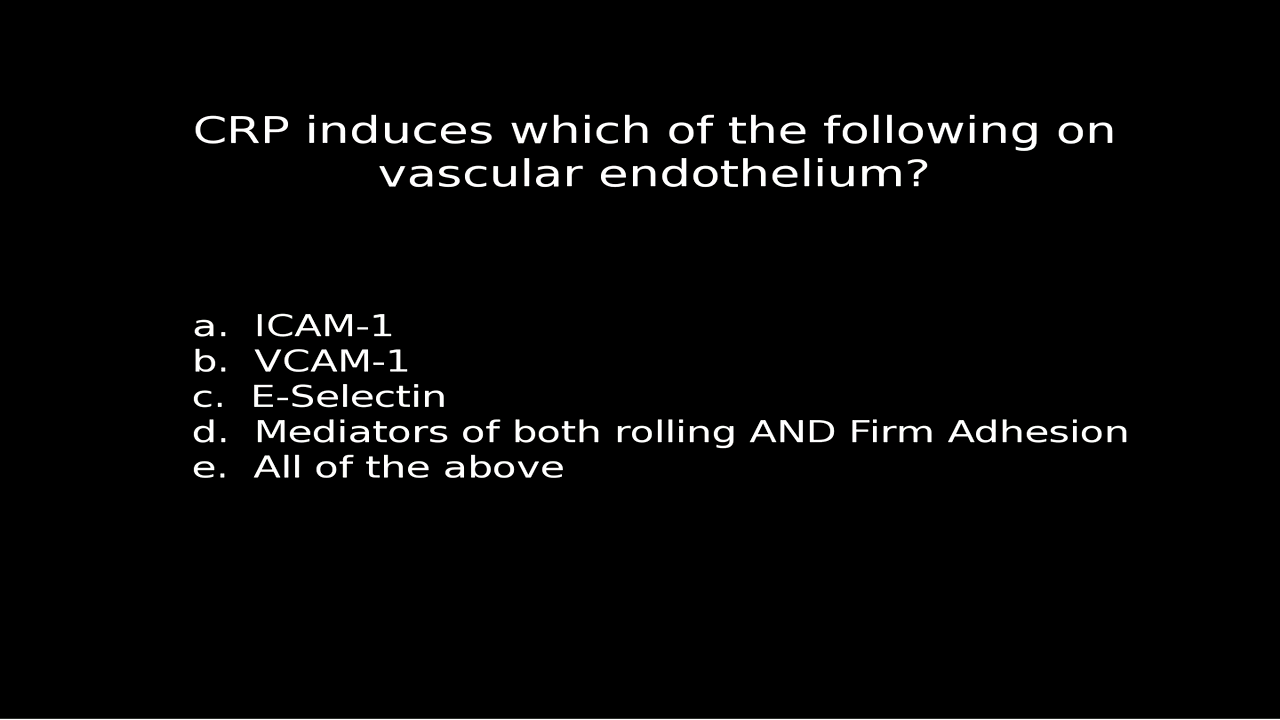 CRP induces which of the following on
vascular endothelium?
a. ICAM-1
b. VCAM-1
c. E-Selectin
d. Mediators of both rolling AND Firm Adhesion
e. All of the above